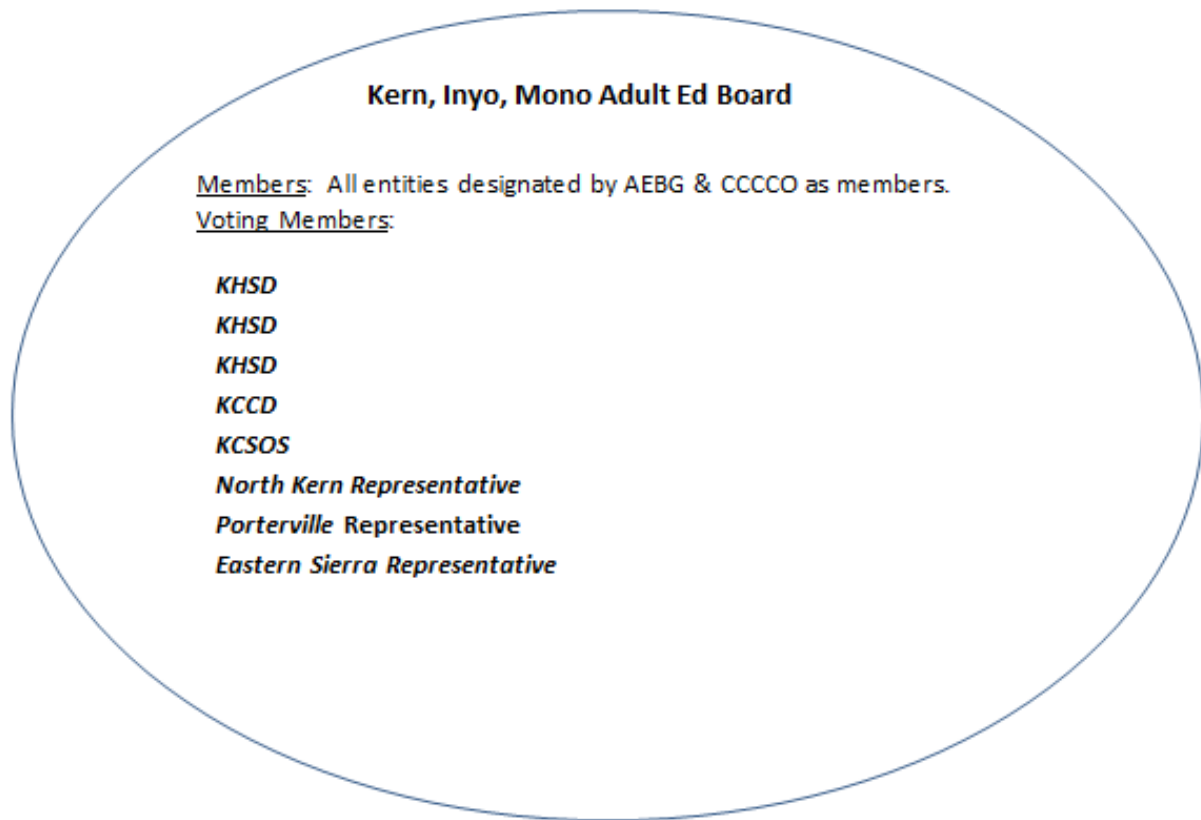 Kern, Inyo, Mono Adult Ed Board
Members: All entities designated by AEBG & CCCCO as members.
Voting Members:
KHSD
KHSD
KHSD
KCCD
KCSOS
North Kern Representative
Porterville Representative
Eastern Sierra Representative